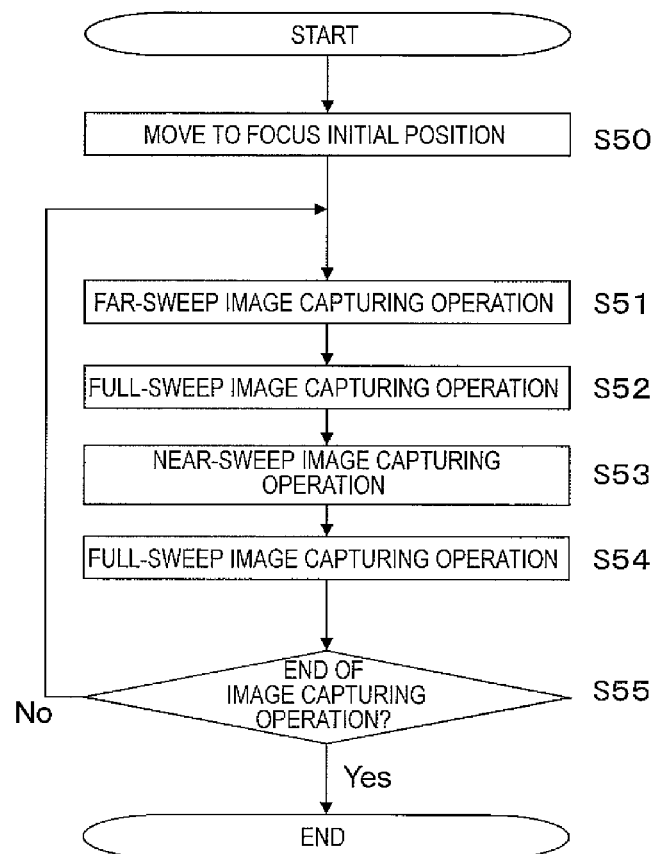 START
MOVE TO FOCUS INITIAL POSITION S50
FAR-SWEEP IMAGE CAPTURING OPERATION S51
FULL-SWEEP IMAGE CAPTURING OPERATION S52
NEAR-SWEEP IMAGE CAPTURING
OPERATION S53
FULL-SWEEP IMAGE CAPTURING OPERATION S54
END OF
IMAGE CAPTURING
OPERATION? S55
No
Yes
END